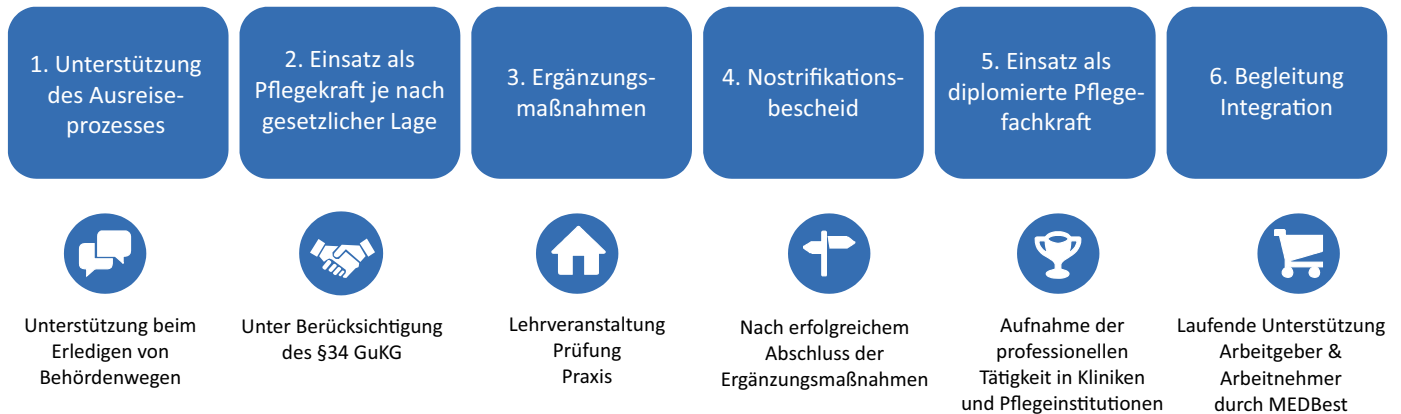 1. Unterstützung
des Ausreise-
prozesses
2. Einsatz als
Pflegekraft je nach
gesetzlicher Lage
3. Ergänzungs-
maßnahmen
4. Nostrifikations-
bescheid
5. Einsatz als
diplomierte Pflege-
fachkraft
6. Begleitung
Integration
Unterstützung beim
Erledigen von
Behördenwegen
Unter Berücksichtigung
des §34 GuKG
Lehrveranstaltung
Prüfung
Praxis
Nach erfolgreichem
Abschluss der
Ergänzungsmaßnahmen
Aufnahme der
professionellen
Tätigkeit in Kliniken
und Pflegeinstitutionen
Laufende Unterstützung
Arbeitgeber &
Arbeitnehmer
durch MEDBest